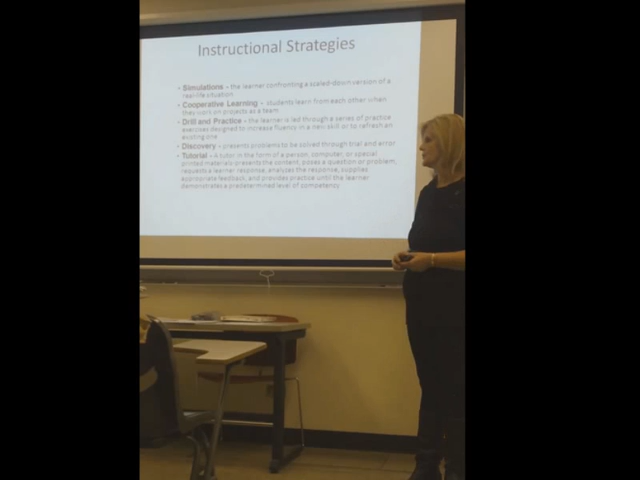 Instructional Strategies
• Simulations - the learner confronting a scaled-down version of a
real-life situation
• Cooperative Learning - students learn from each other when
they work on projects as a team
• Drill and Practice - the learner is led through a series of practice
exercises designed to increase fluency in a new skill or to refresh an
existing one
• Discovery - presents problems to be solved through trial and error
• Tutorial - A tutor in the form of a person, computer, or special
printed materials presents the content, poses a question or problem,
requests a learner response, analyzes the response, supplies
appropriate feedback, and provides practice until the learner
demonstrates a predetermined level of competency